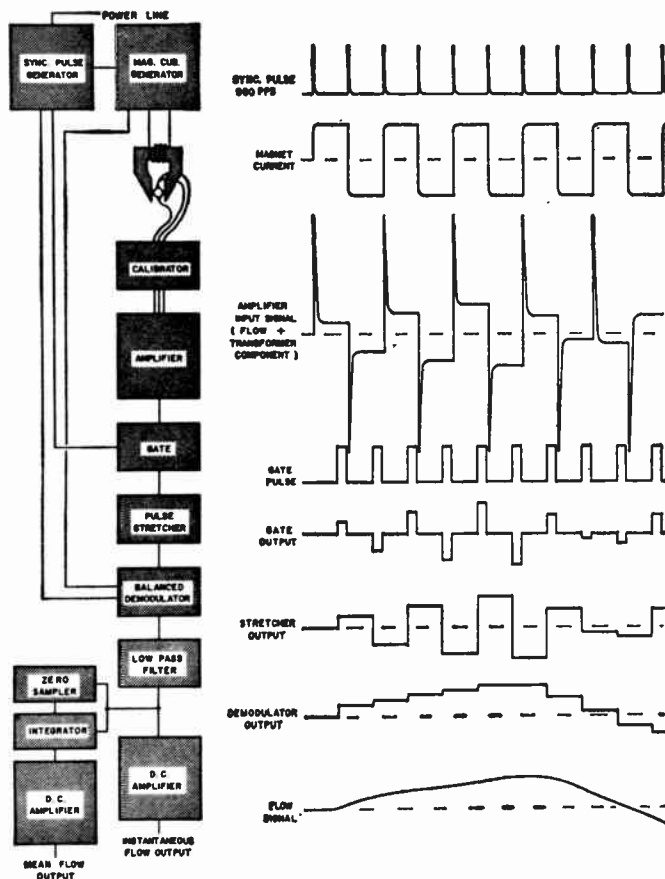 POWER LINE
SYNC. PULSE
GENERATOR
MAG. CUR.
GENERATOR
CALIBRATOR
AMPLIFIER
GATE
PULSE
STRETCHER
BALANCED
DEMODULATOR
LOW PASS
FILTER
ZERO
SAMPLER
INTEGRATOR
D.C.
AMPLIFIER
D.C.
AMPLIFIER
MEAN FLOW
OUTPUT
INSTANTANEOUS
FLOW OUTPUT
SYNC. PULSE
PPS
MAGNET
CURRENT
AMPLIFIER
INPUT SIGNAL
( FLOW +
TRANSFORMER
COMPONENT )
GATE
PULSE
GATE
OUTPUT
STRETCHER
OUTPUT
DEMODULATOR
OUTPUT
FLOW
SIGNAL